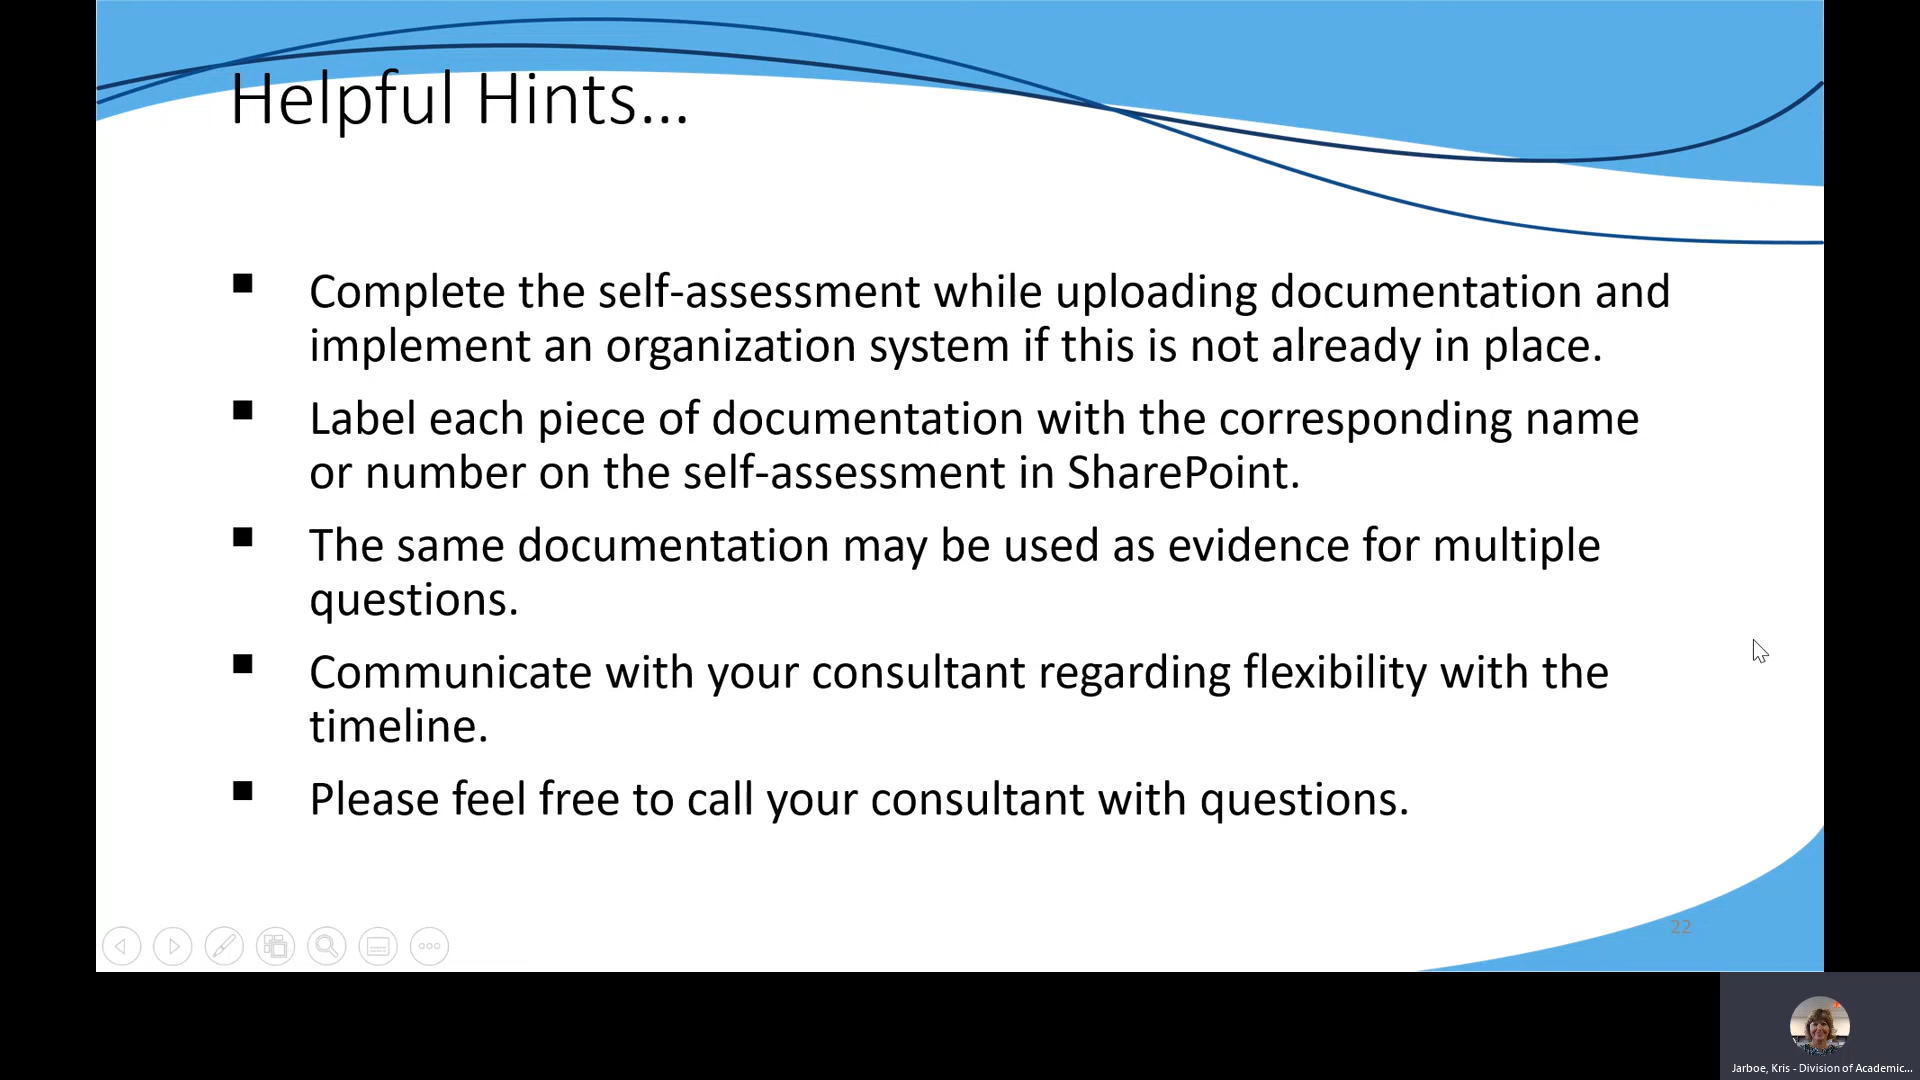 Helpful Hints...
■ Complete the self-assessment while uploading documentation and
implement an organization system if this is not already in place.
■ Label each piece of documentation with the corresponding name
or number on the self-assessment in SharePoint.
■ The same documentation may be used as evidence for multiple
questions.
■ Communicate with your consultant regarding flexibility with the
timeline.
■ Please feel free to call your consultant with questions.
22
Jarboe, Kris - Division of Academic...